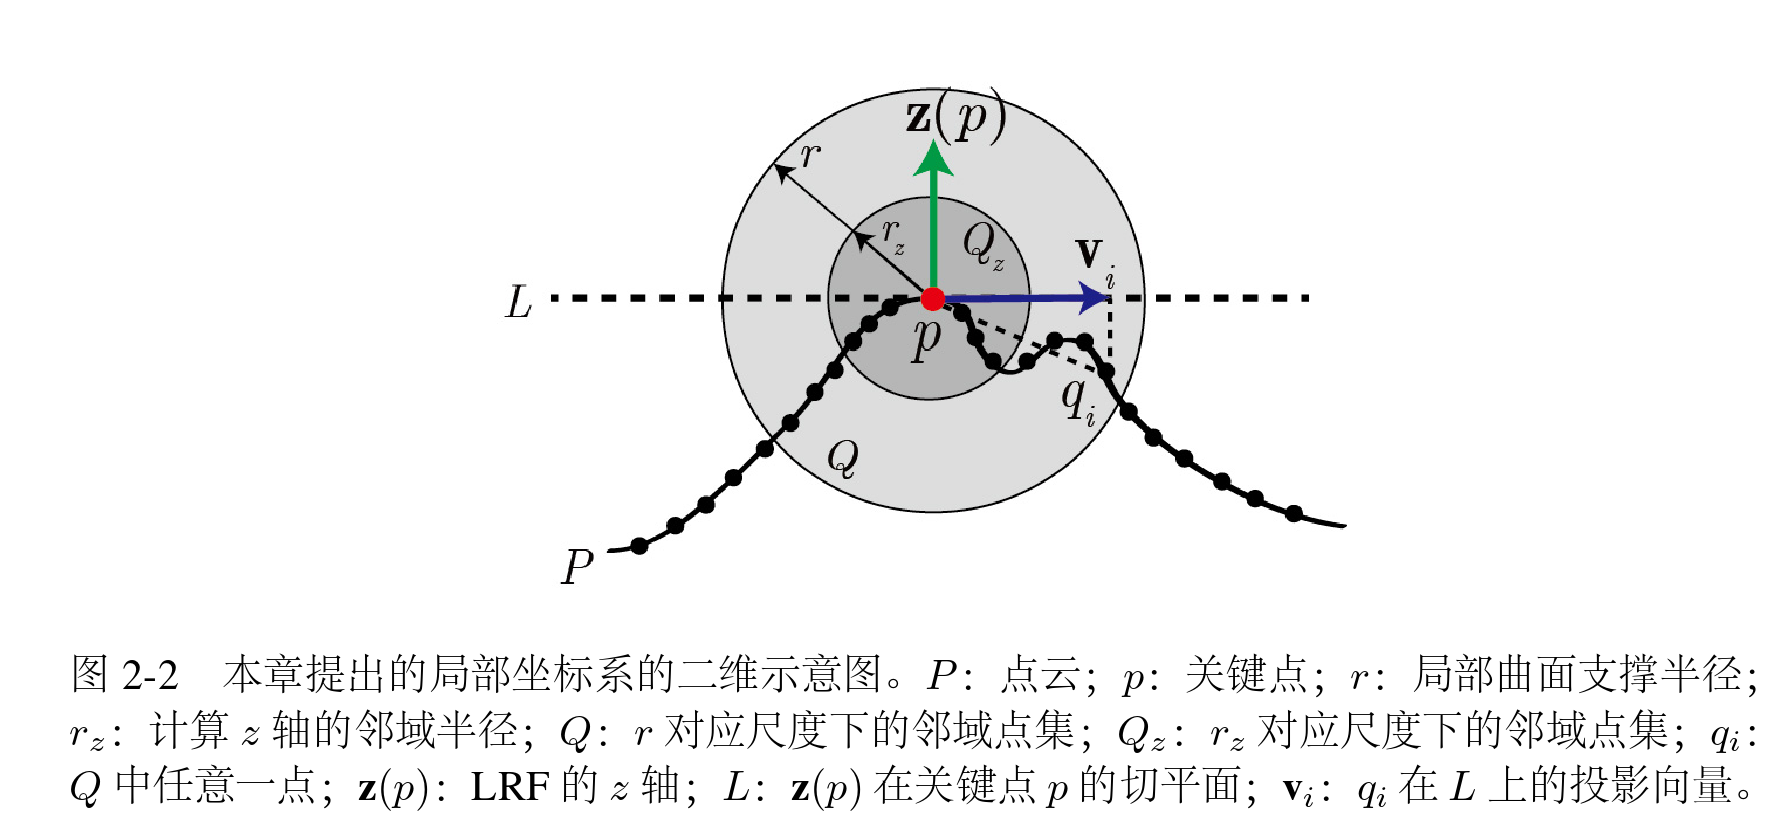 z(p)
r
r_z
Q_z
v_i
L
p
q_i
Q
P
图 2-2 本章提出的局部坐标系的二维示意图。P：点云；p：关键点；r：局部曲面支撑半径；
r_z：计算 z 轴的邻域半径；Q：r 对应尺度下的邻域点集；Q_z：r_z 对应尺度下的邻域点集；q_i：
Q 中任意一点；z(p)：LRF 的 z 轴；L：z(p) 在关键点 p 的切平面；v_i：q_i 在 L 上的投影向量。